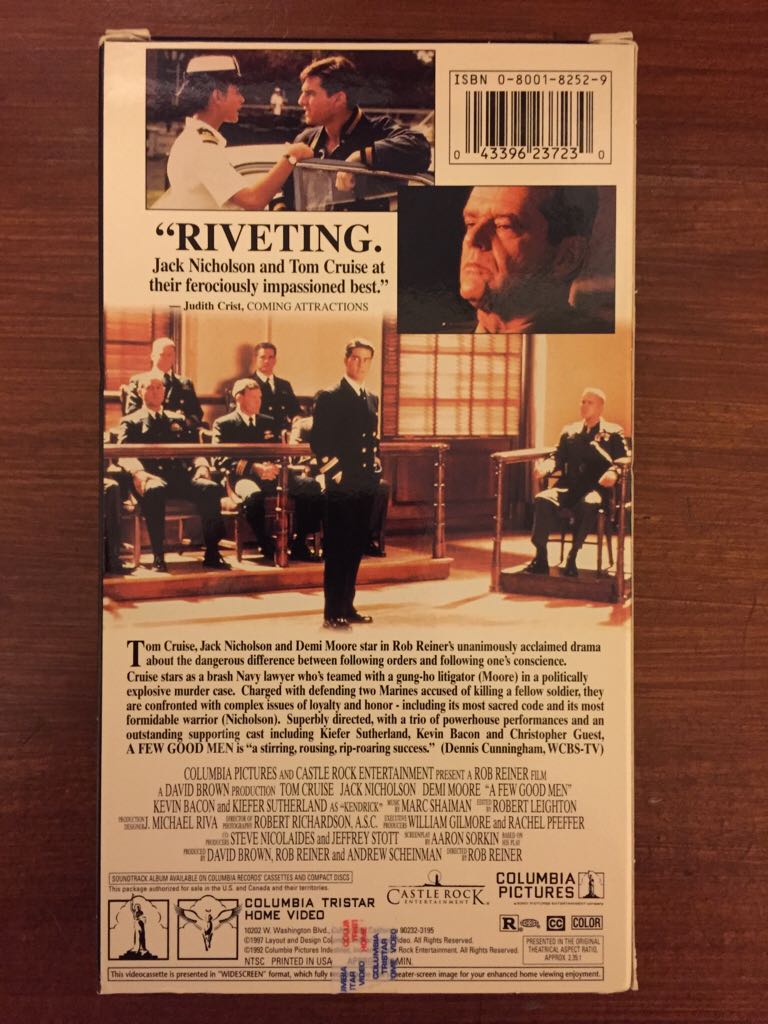 ISBN 0-8001-8252-9
0 43396 23723 0
“RIVETING.
Jack Nicholson and Tom Cruise at
their ferociously impassioned best.”
— Judith Crist, COMING ATTRACTIONS
Tom Cruise, Jack Nicholson and Demi Moore star in Rob Reiner's unanimously acclaimed drama
about the dangerous difference between following orders and following one's conscience.
Cruise stars as a brash Navy lawyer who's teamed with a gung-ho litigator (Moore) in a politically
explosive murder case. Charged with defending two Marines accused of killing a fellow soldier, they
are confronted with complex issues of loyalty and honor - including its most sacred code and its most
formidable warrior (Nicholson). Superbly directed, with a trio of powerhouse performances and an
outstanding supporting cast including Kiefer Sutherland, Kevin Bacon and Christopher Guest,
A FEW GOOD MEN is “a stirring, rousing, rip-roaring success.” (Dennis Cunningham, WCBS-TV)
COLUMBIA PICTURES AND CASTLE ROCK ENTERTAINMENT PRESENT A ROB REINER FILM
A DAVID BROWN PRODUCTION TOM CRUISE JACK NICHOLSON DEMI MOORE “A FEW GOOD MEN”
KEVIN BACON and KIEFER SUTHERLAND AS “KENDRICK” MUSIC BY MARC SHAIMAN EDITED BY ROBERT LEIGHTON
PRODUCTION DESIGNER J. MICHAEL RIVA DIRECTOR OF PHOTOGRAPHY ROBERT RICHARDSON, A.S.C. EXECUTIVE PRODUCERS WILLIAM GILMORE and RACHEL PFEFFER
CO-PRODUCERS STEVE NICOLAIDES and JEFFREY STOTT SCREENPLAY BY AARON SORKIN BASED ON HIS PLAY
PRODUCED BY DAVID BROWN, ROB REINER and ANDREW SCHEINMAN DIRECTED BY ROB REINER
SOUNDTRACK ALBUM AVAILABLE ON COLUMBIA RECORDS' CASSETTES AND COMPACT DISCS
This package authorized for sale in the U.S. and Canada and their territories.
COLUMBIA TRISTAR
HOME VIDEO
CASTLE ROCK
ENTERTAINMENT
COLUMBIA
PICTURES
10202 W. Washington Blvd., 90232-3195
©1997 Layout and Design Video. All Rights Reserved.
©1992 Columbia Pictures Rock Entertainment. All Rights Reserved.
NTSC PRINTED IN USA MIN.
R CC COLOR
PRESENTED IN THE ORIGINAL
THEATRICAL ASPECT RATIO,
APPROX. 2.35:1
COLUMBIA
TRISTAR
HOME VIDEO
This videocassette is presented in “WIDESCREEN” format, which fully theater-screen image for your enhanced home viewing enjoyment.